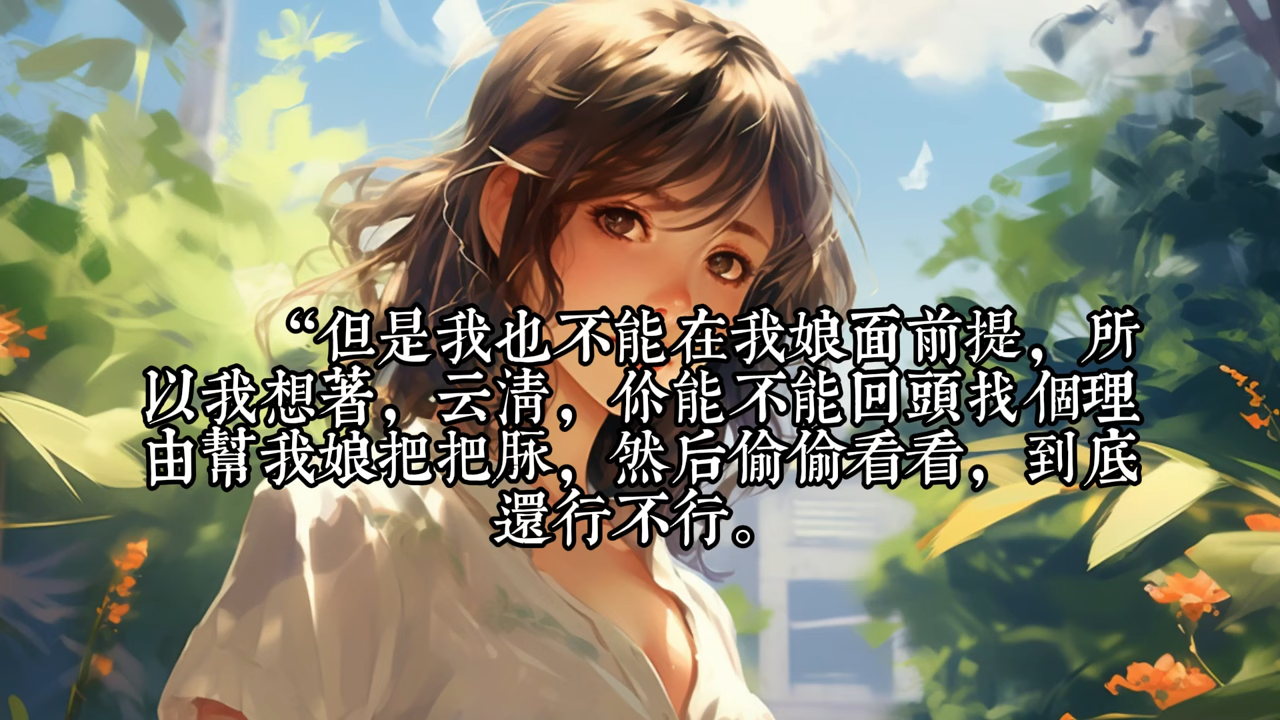 “但是我也不能在我娘面前提，所
以我想著，云清，你能不能回頭找個理
由幫我娘把把脈，然后偷偷看看，到底
還行不行。